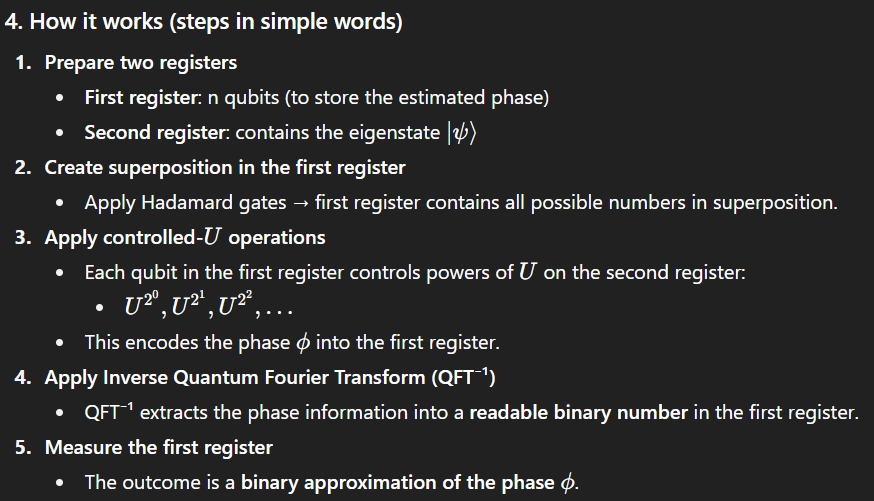 4. How it works (steps in simple words)
1. Prepare two registers
• First register: n qubits (to store the estimated phase)
• Second register: contains the eigenstate |ψ⟩
2. Create superposition in the first register
• Apply Hadamard gates → first register contains all possible numbers in superposition.
3. Apply controlled-U operations
• Each qubit in the first register controls powers of U on the second register:
• U^{2^0}, U^{2^1}, U^{2^2}, ...
• This encodes the phase ϕ into the first register.
4. Apply Inverse Quantum Fourier Transform (QFT⁻¹)
• QFT⁻¹ extracts the phase information into a readable binary number in the first register.
5. Measure the first register
• The outcome is a binary approximation of the phase ϕ.